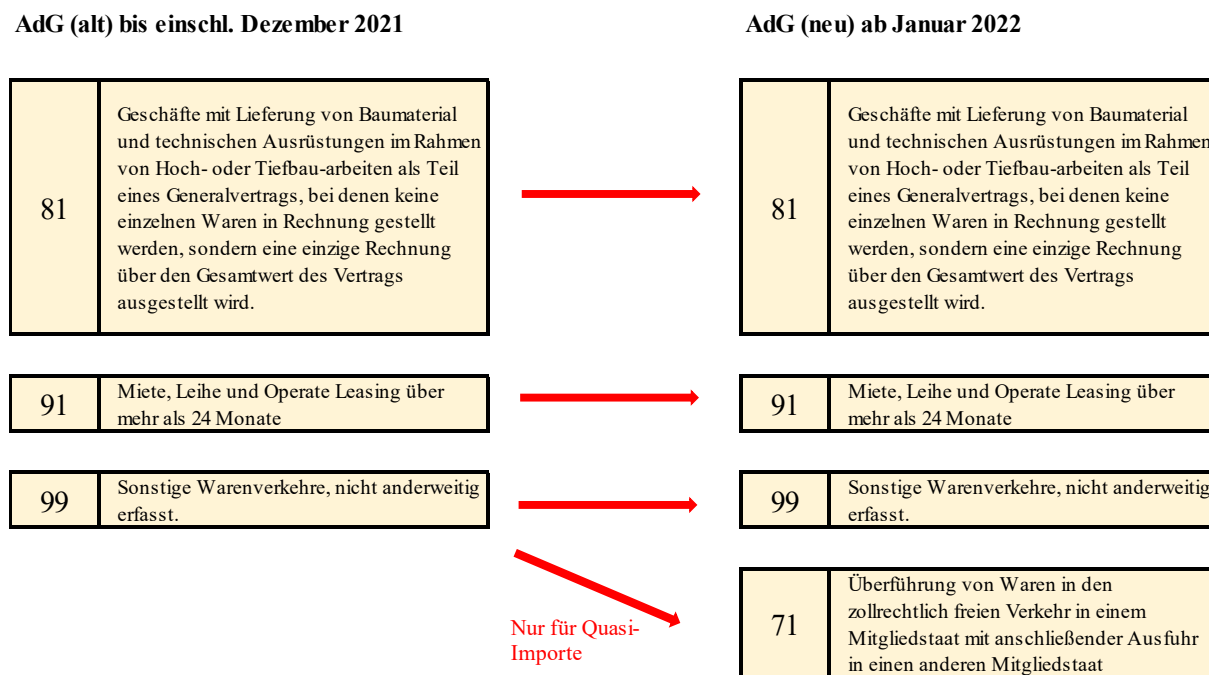 AdG (alt) bis einschl. Dezember 2021
AdG (neu) ab Januar 2022
81
Geschäfte mit Lieferung von Baumaterial
und technischen Ausrüstungen im Rahmen
von Hoch- oder Tiefbau-arbeiten als Teil
eines Generalvertrags, bei denen keine
einzelnen Waren in Rechnung gestellt
werden, sondern eine einzige Rechnung
über den Gesamtwert des Vertrags
ausgestellt wird.
81
Geschäfte mit Lieferung von Baumaterial
und technischen Ausrüstungen im Rahmen
von Hoch- oder Tiefbau-arbeiten als Teil
eines Generalvertrags, bei denen keine
einzelnen Waren in Rechnung gestellt
werden, sondern eine einzige Rechnung
über den Gesamtwert des Vertrags
ausgestellt wird.
91
Miete, Leihe und Operate Leasing über
mehr als 24 Monate
91
Miete, Leihe und Operate Leasing über
mehr als 24 Monate
99
Sonstige Warenverkehre, nicht anderweitig
erfasst.
99
Sonstige Warenverkehre, nicht anderweitig
erfasst.
Nur für Quasi-
Importe
71
Überführung von Waren in den
zollrechtlich freien Verkehr in einem
Mitgliedstaat mit anschließender Ausfuhr
in einen anderen Mitgliedstaat